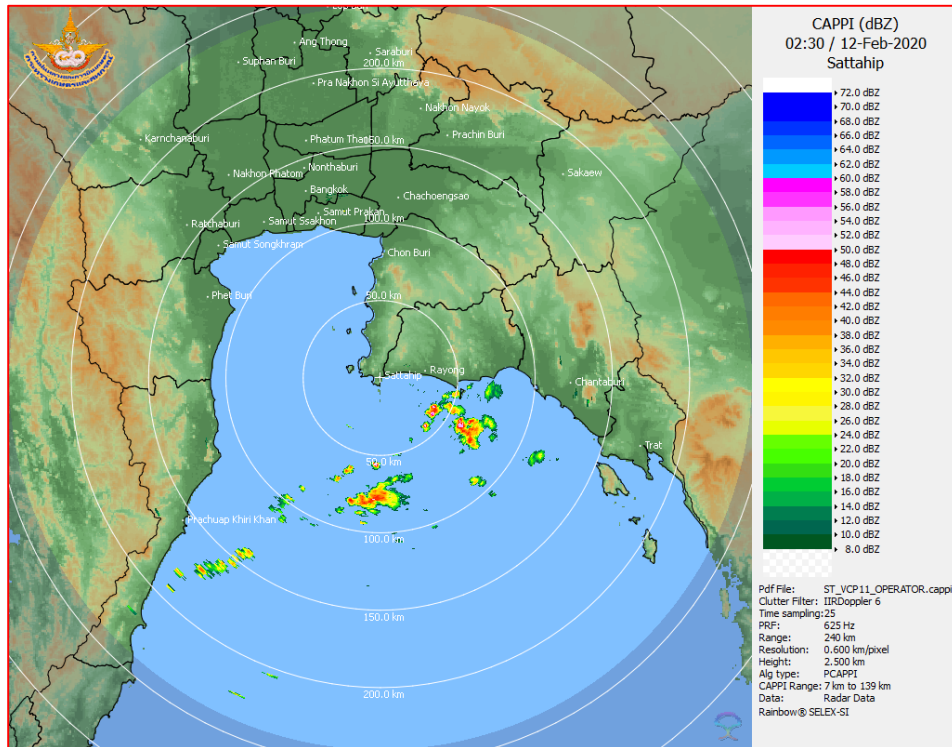 Ang Thong
Saraburi
Suphan Buri
200.0 km
Pra Nakhon Si Ayutthaya
Nakhon Nayok
Karnchanaburi
Phatum Than
50.0 km
Prachin Buri
Nonthaburi
Nakhon Phatom
Sakaew
Bangkok
Chachoengsao
Samut Prakan
Ratchaburi
Samut Ssakhon
100.0 km
Samut Songkhram
Chon Buri
Phet Buri
50.0 km
Sattahip
Rayong
Chantaburi
Trat
50.0 km
Prachuap Khiri Khan
100.0 km
150.0 km
200.0 km
CAPPI (dBZ)
02:30 / 12-Feb-2020
Sattahip
72.0 dBZ
70.0 dBZ
68.0 dBZ
66.0 dBZ
64.0 dBZ
62.0 dBZ
60.0 dBZ
58.0 dBZ
56.0 dBZ
54.0 dBZ
52.0 dBZ
50.0 dBZ
48.0 dBZ
46.0 dBZ
44.0 dBZ
42.0 dBZ
40.0 dBZ
38.0 dBZ
36.0 dBZ
34.0 dBZ
32.0 dBZ
30.0 dBZ
28.0 dBZ
26.0 dBZ
24.0 dBZ
22.0 dBZ
20.0 dBZ
18.0 dBZ
16.0 dBZ
14.0 dBZ
12.0 dBZ
10.0 dBZ
8.0 dBZ
Pdf File: ST_VCP11_OPERATOR.cappi
Clutter Filter: IIRDoppler 6
Time sampling:25
PRF: 625 Hz
Range: 240 km
Resolution: 0.600 km/pixel
Height: 2.500 km
Alg type: PCAPPI
CAPPI Range: 7 km to 139 km
Data: Radar Data
Rainbow® SELEX-SI